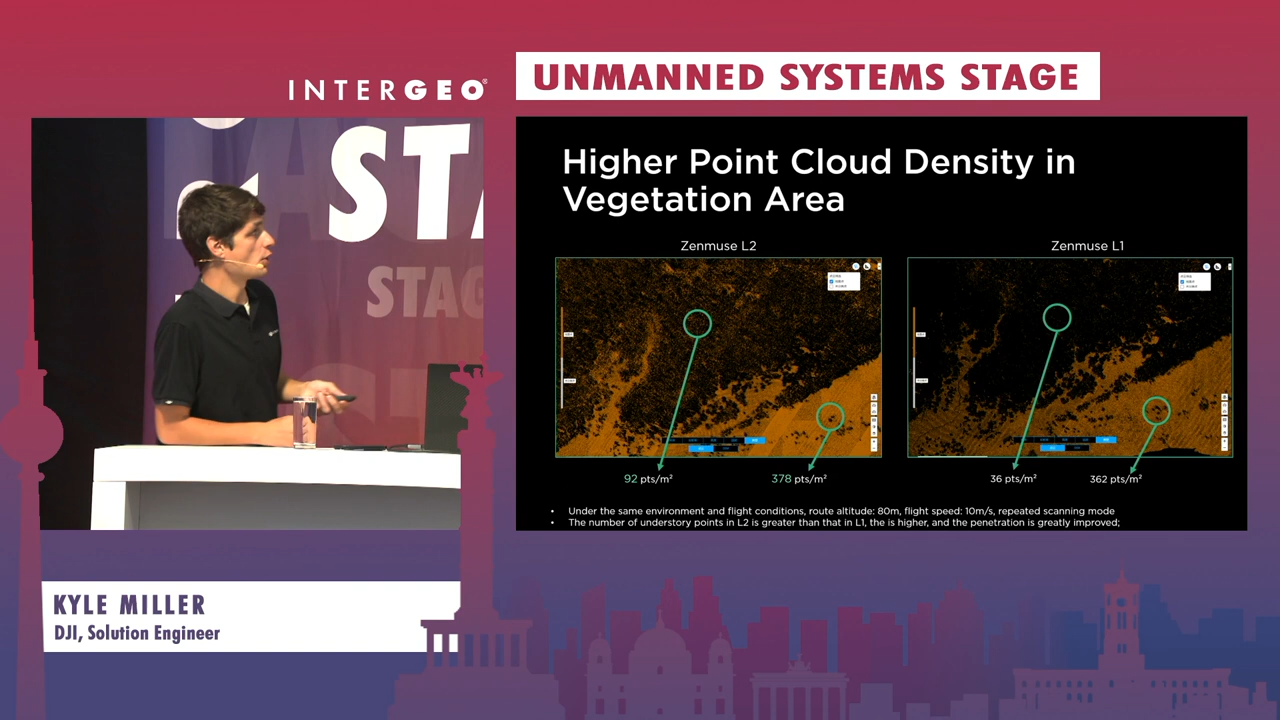 INTERGEO®
UNMANNED SYSTEMS STAGE
STA
STAG
Higher Point Cloud Density in
Vegetation Area
Zenmuse L2
Zenmuse L1
92 pts/m²
378 pts/m²
36 pts/m²
362 pts/m²
• Under the same environment and flight conditions, route altitude: 80m, flight speed: 10m/s, repeated scanning mode
• The number of understory points in L2 is greater than that in L1, the is higher, and the penetration is greatly improved;
KYLE MILLER
DJI, Solution Engineer